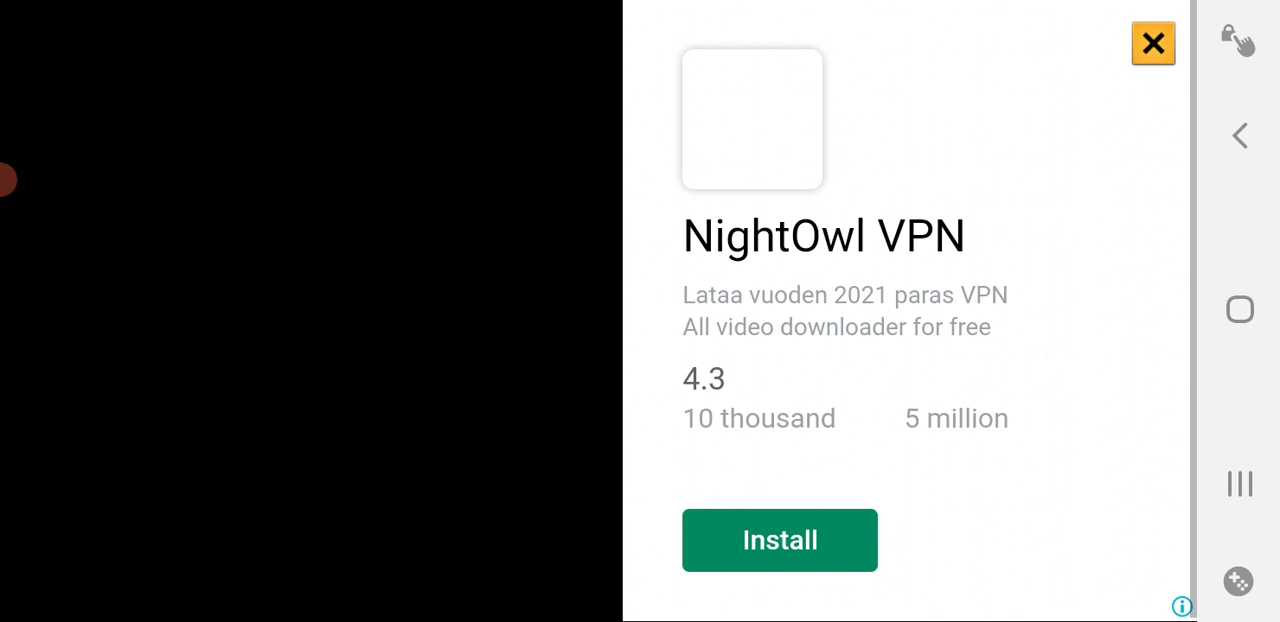 NightOwl VPN
Lataa vuoden 2021 paras VPN
All video downloader for free
4.3
10 thousand 5 million
Install